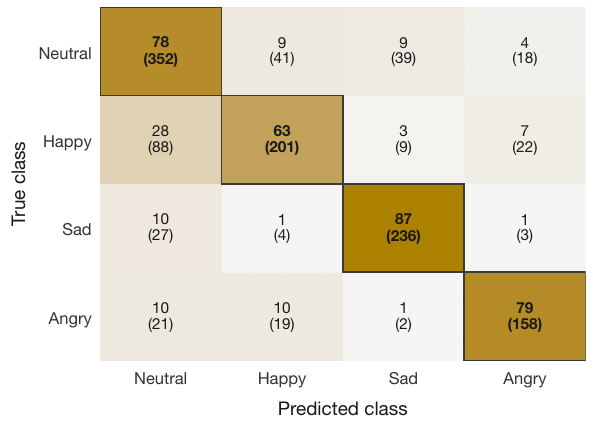 78 9 9 4
Neutral (352) (41) (39) (18)
28 63 3 7
Happy (88) (201) (9) (22)
10 1 87 1
Sad (27) (4) (236) (3)
10 10 1 79
Angry (21) (19) (2) (158)
True class
Neutral Happy Sad Angry
Predicted class